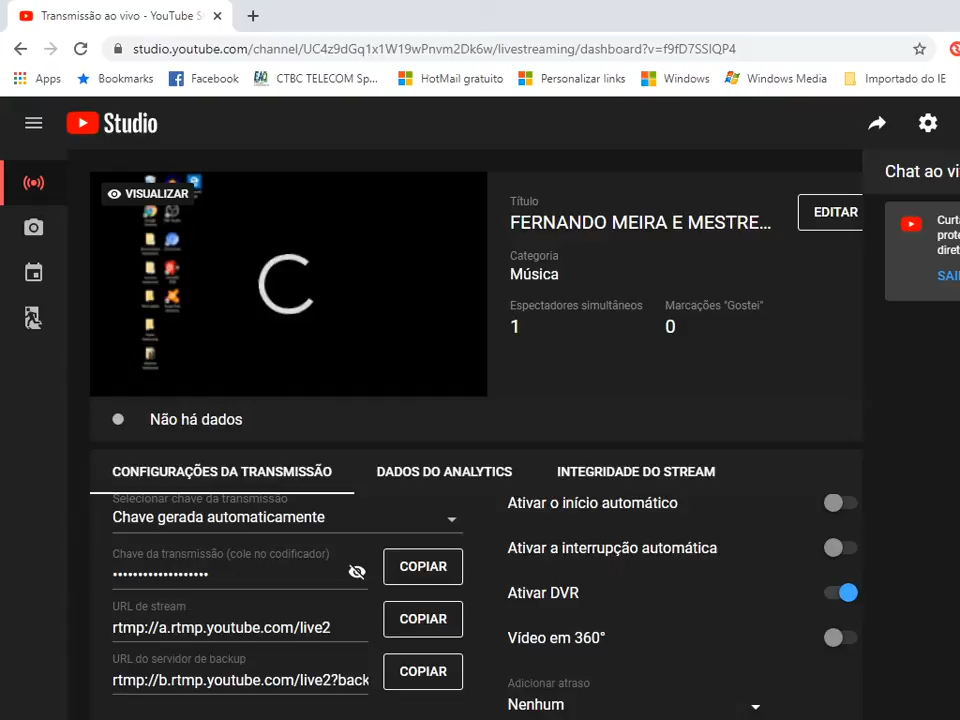 Transmissão ao vivo - YouTube S
studio.youtube.com/channel/UC4z9dGq1x1W19wPnvm2Dk6w/livestreaming/dashboard?v=f9fD7SSIQP4
Apps Bookmarks Facebook CTBC TELECOM Sp... HotMail gratuito Personalizar links Windows Windows Media Importado do IE
Studio
Chat ao vi
VISUALIZAR
Título
FERNANDO MEIRA E MESTRE...
EDITAR
Categoria
Música
Espectadores simultâneos Marcações "Gostei"
1 0
Curt
prote
diret
SAI
Não há dados
CONFIGURAÇÕES DA TRANSMISSÃO DADOS DO ANALYTICS INTEGRIDADE DO STREAM
Selecionar chave da transmissão
Chave gerada automaticamente
Chave da transmissão (cole no codificador)
•••••••••••••••••••
COPIAR
URL de stream
rtmp://a.rtmp.youtube.com/live2
COPIAR
URL do servidor de backup
rtmp://b.rtmp.youtube.com/live2?back
COPIAR
Ativar o início automático
Ativar a interrupção automática
Ativar DVR
Vídeo em 360°
Adicionar atraso
Nenhum